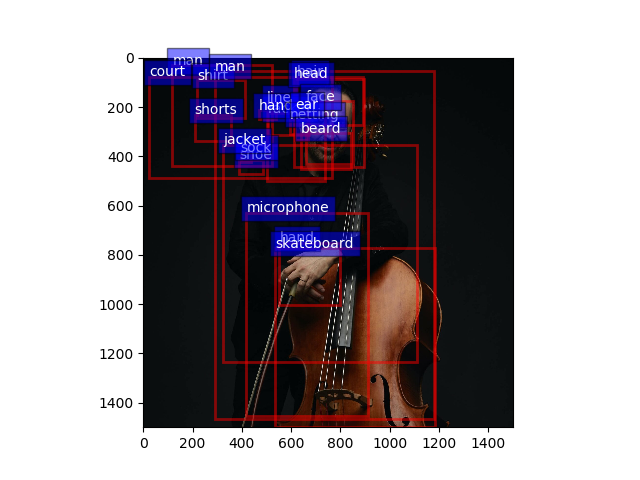 0
200
400
600
800
1000
1200
1400
0 200 400 600 800 1000 1200 1400
man
man
court
shirt
head
line
face
hand
ear
netting
shorts
beard
jacket
sock
shoe
microphone
hand
skateboard